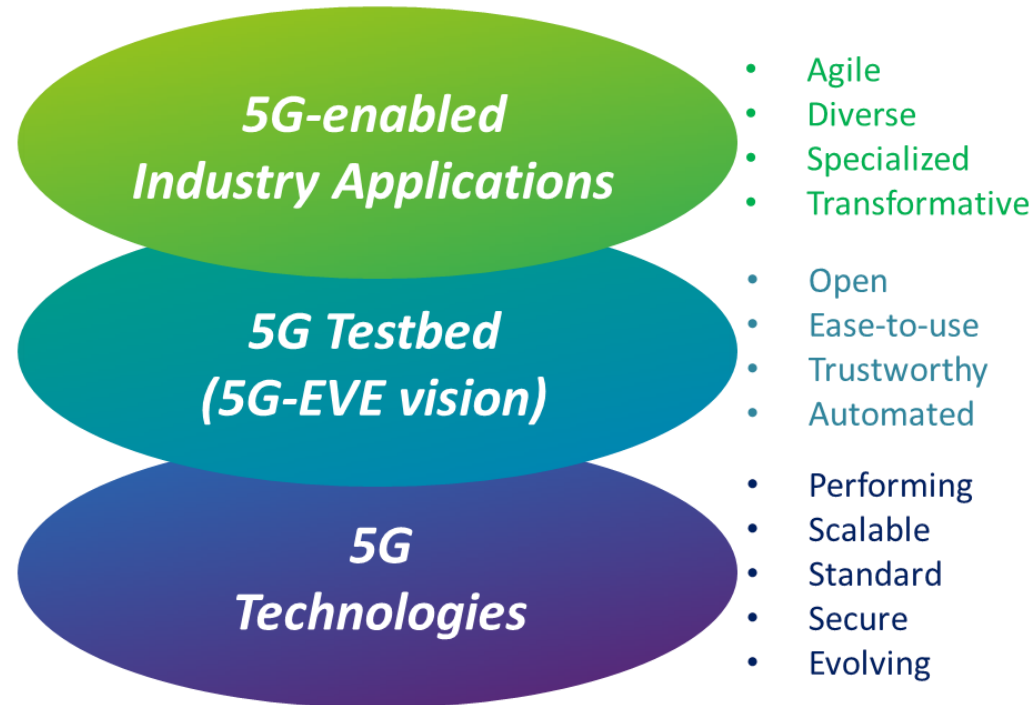 5G-enabled
Industry Applications
• Agile
• Diverse
• Specialized
• Transformative
5G Testbed
(5G-EVE vision)
• Open
• Ease-to-use
• Trustworthy
• Automated
5G
Technologies
• Performing
• Scalable
• Standard
• Secure
• Evolving